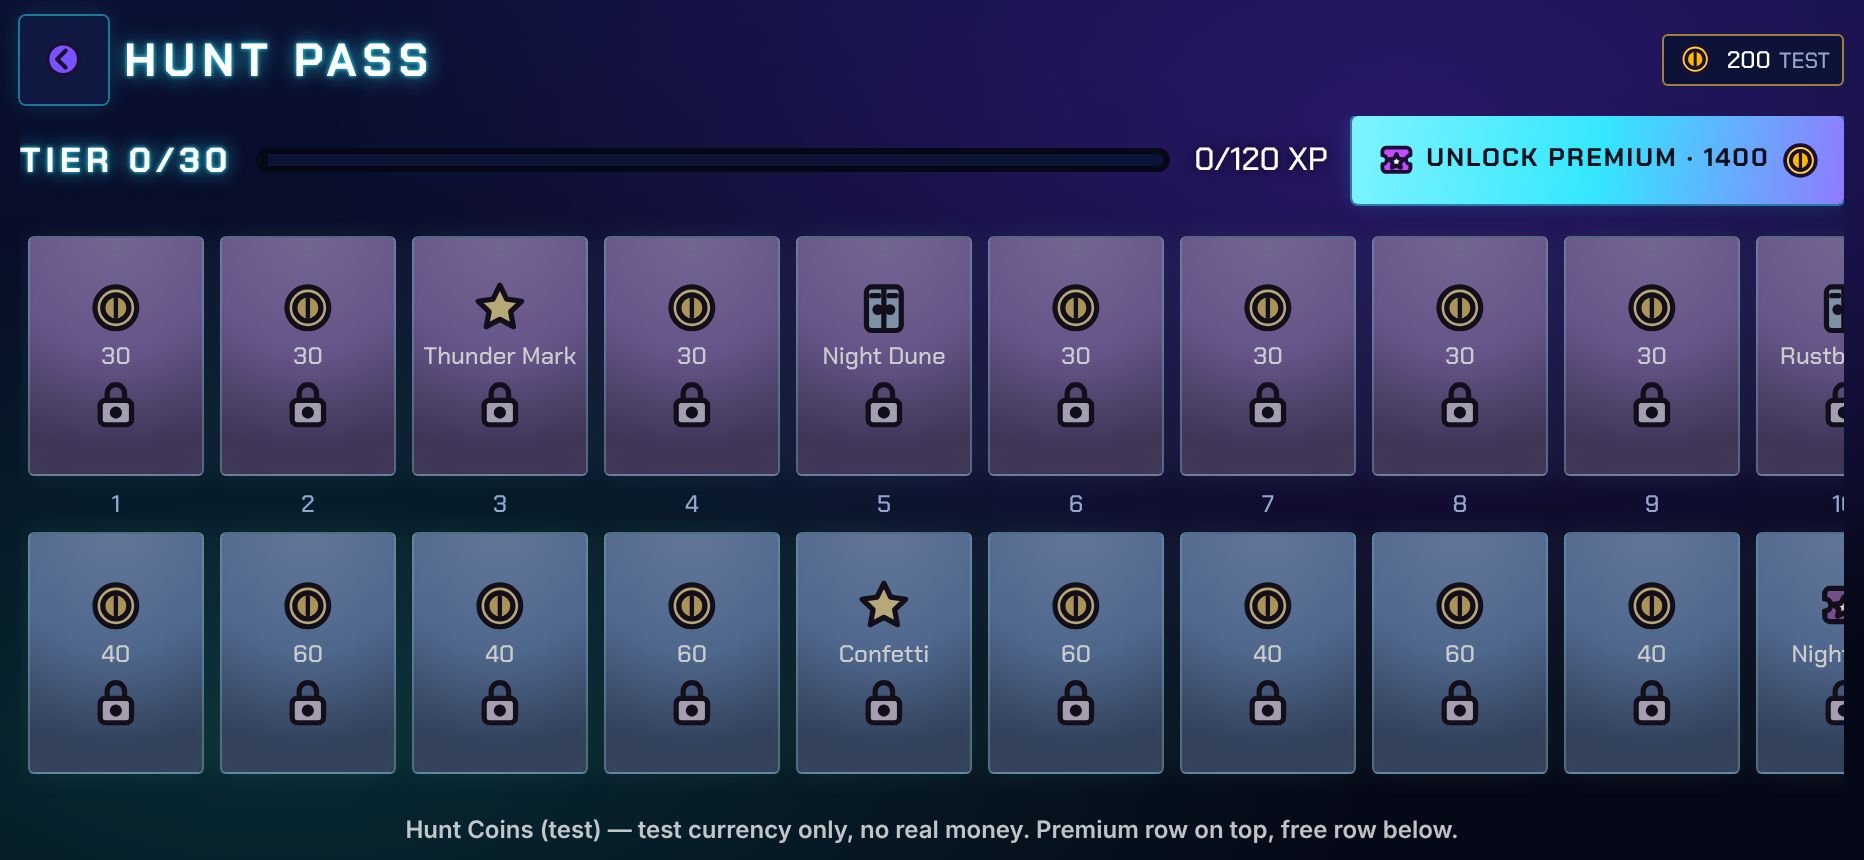 HUNT PASS
200 TEST
TIER 0/30
0/120 XP
UNLOCK PREMIUM · 1400
30
30
Thunder Mark
30
Night Dune
30
30
30
30
1
2
3
4
5
6
7
8
9
40
60
40
60
Confetti
60
40
60
40
Night
Hunt Coins (test) — test currency only, no real money. Premium row on top, free row below.